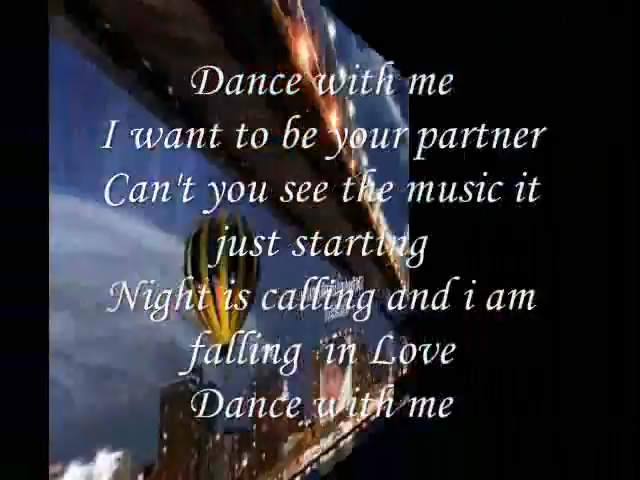 Dance with me
I want to be your partner
Can't you see the music it
just starting
Night is calling and i am
falling in Love
Dance with me